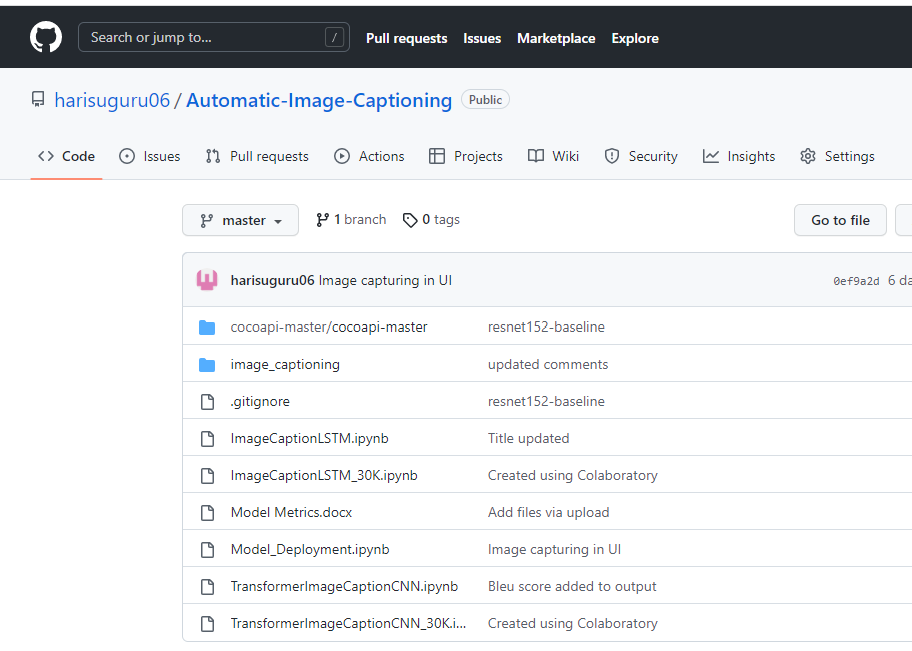 Search or jump to... / Pull requests Issues Marketplace Explore
harisuguru06 / Automatic-Image-Captioning Public
Code Issues Pull requests Actions Projects Wiki Security Insights Settings
master 1 branch 0 tags Go to file
harisuguru06 Image capturing in UI 0ef9a2d 6 da
cocoapi-master/cocoapi-master resnet152-baseline
image_captioning updated comments
.gitignore resnet152-baseline
ImageCaptionLSTM.ipynb Title updated
ImageCaptionLSTM_30K.ipynb Created using Colaboratory
Model Metrics.docx Add files via upload
Model_Deployment.ipynb Image capturing in UI
TransformerImageCaptionCNN.ipynb Bleu score added to output
TransformerImageCaptionCNN_30K.i... Created using Colaboratory